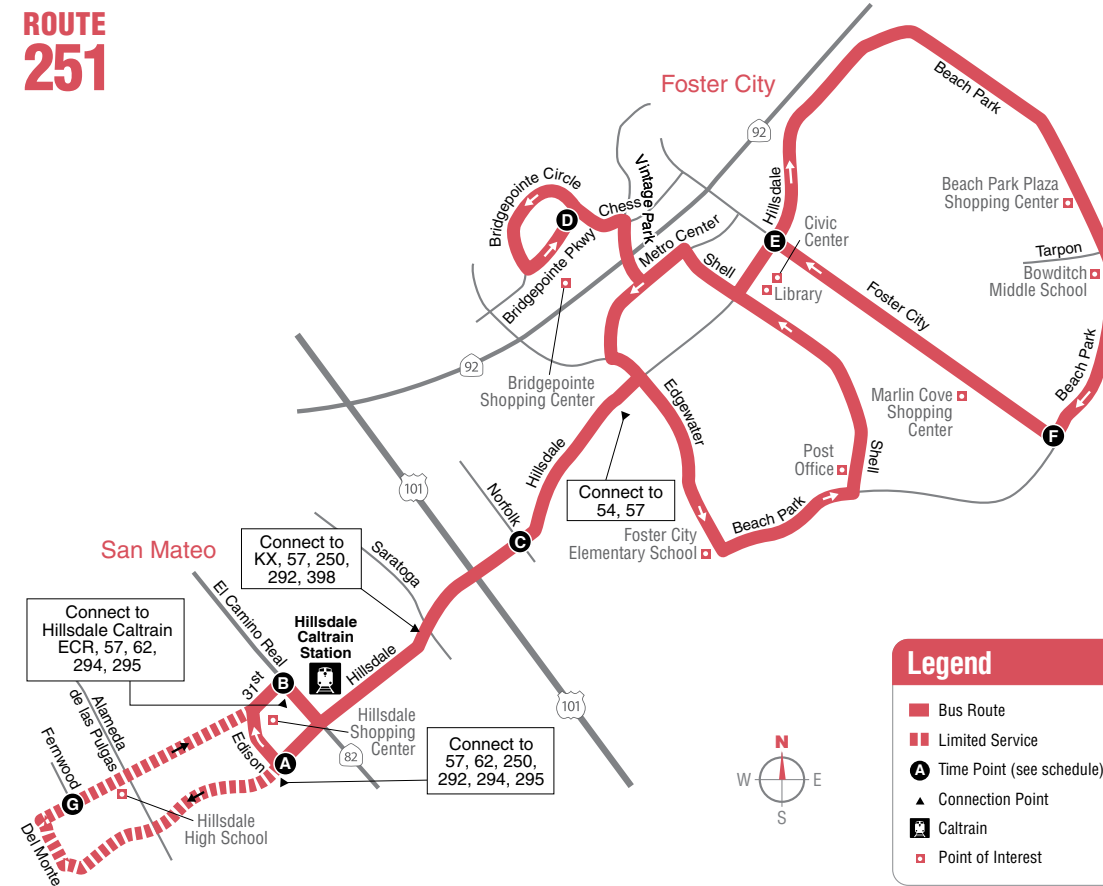 ROUTE
251
Foster City
Beach Park
92
Vintage Park
Bridgepointe Circle
Chess
D
Bridgepointe Pkwy
Metro Center
Hillsdale
Beach Park Plaza
Shopping Center
E
Civic
Center
Shell
Library
Tarpon
Bowditch
Middle School
Foster City
92
Bridgepointe
Shopping Center
Beach Park
Edgewater
Marlin Cove
Shopping
Center
F
Hillsdale
Post
Office
Shell
101
Norfolk
Connect to
54, 57
Beach Park
Foster City
Elementary School
C
San Mateo
Connect to
KX, 57, 250,
292, 398
Saratoga
El Camino Real
Connect to
Hillsdale Caltrain
ECR, 57, 62,
294, 295
Hillsdale
Caltrain
Station
Hillsdale
31st
B
Alameda
de las Pulgas
Hillsdale
Shopping
Center
101
Fernwood
Edison
A
82
Connect to
57, 62, 250,
292, 294, 295
G
Hillsdale
High School
Del Monte
N
W E
S
Legend
Bus Route
Limited Service
A Time Point (see schedule)
Connection Point
Caltrain
Point of Interest